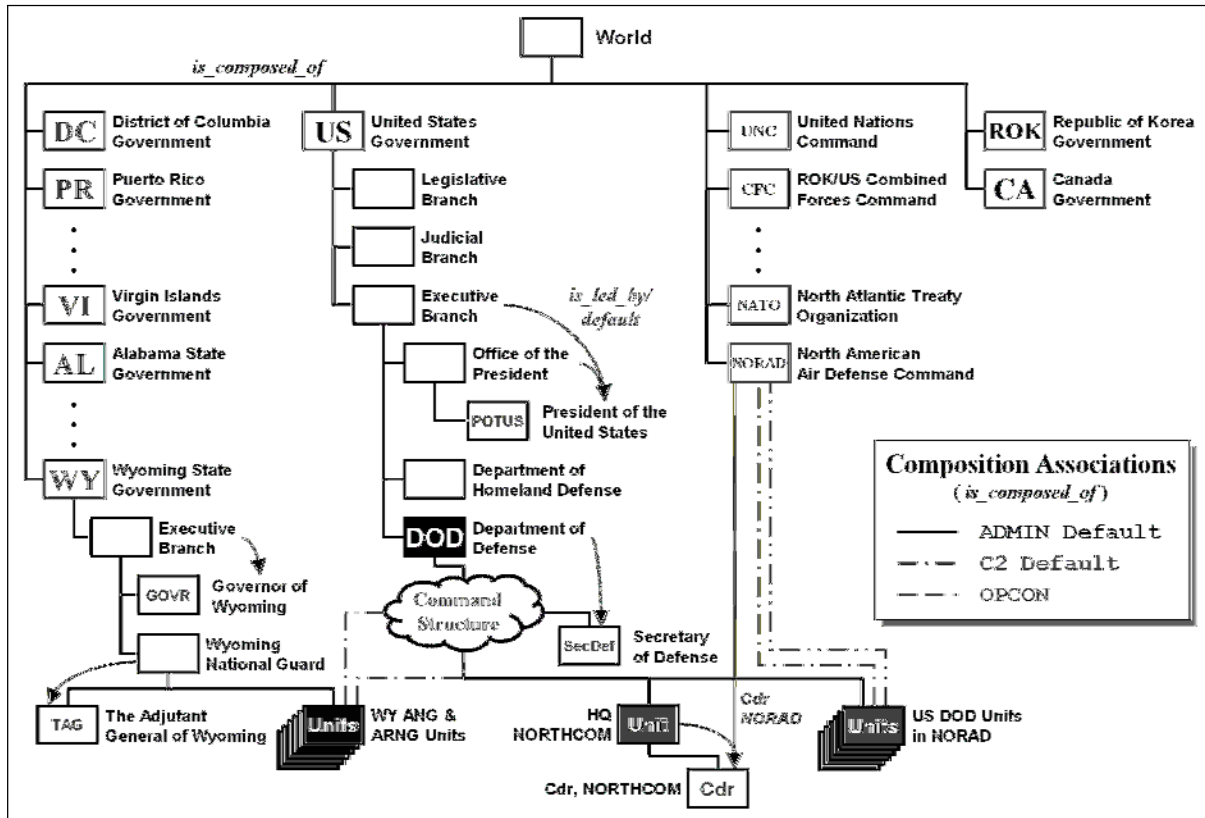 World
is_composed_of
DC
District of Columbia
Government
PR
Puerto Rico
Government
VI
Virgin Islands
Government
AL
Alabama State
Government
WY
Wyoming State
Government
Executive
Branch
GOVR
Governor of
Wyoming
Wyoming
National Guard
TAG
The Adjutant
General of Wyoming
Units
WY ANG &
ARNG Units
US
United States
Government
Legislative
Branch
Judicial
Branch
Executive
Branch
is_led_by/
default
Office of the
President
POTUS
President of the
United States
Department of
Homeland Defense
DOD
Department of
Defense
Command
Structure
SecDef
Secretary
of Defense
HQ
NORTHCOM
Unit
Cdr
NORAD
Cdr, NORTHCOM
Cdr
UNC
United Nations
Command
CFC
ROK/US Combined
Forces Command
NATO
North Atlantic Treaty
Organization
NORAD
North American
Air Defense Command
Units
US DOD Units
in NORAD
ROK
Republic of Korea
Government
CA
Canada
Government
Composition Associations
( is_composed_of )
ADMIN Default
C2 Default
OPCON